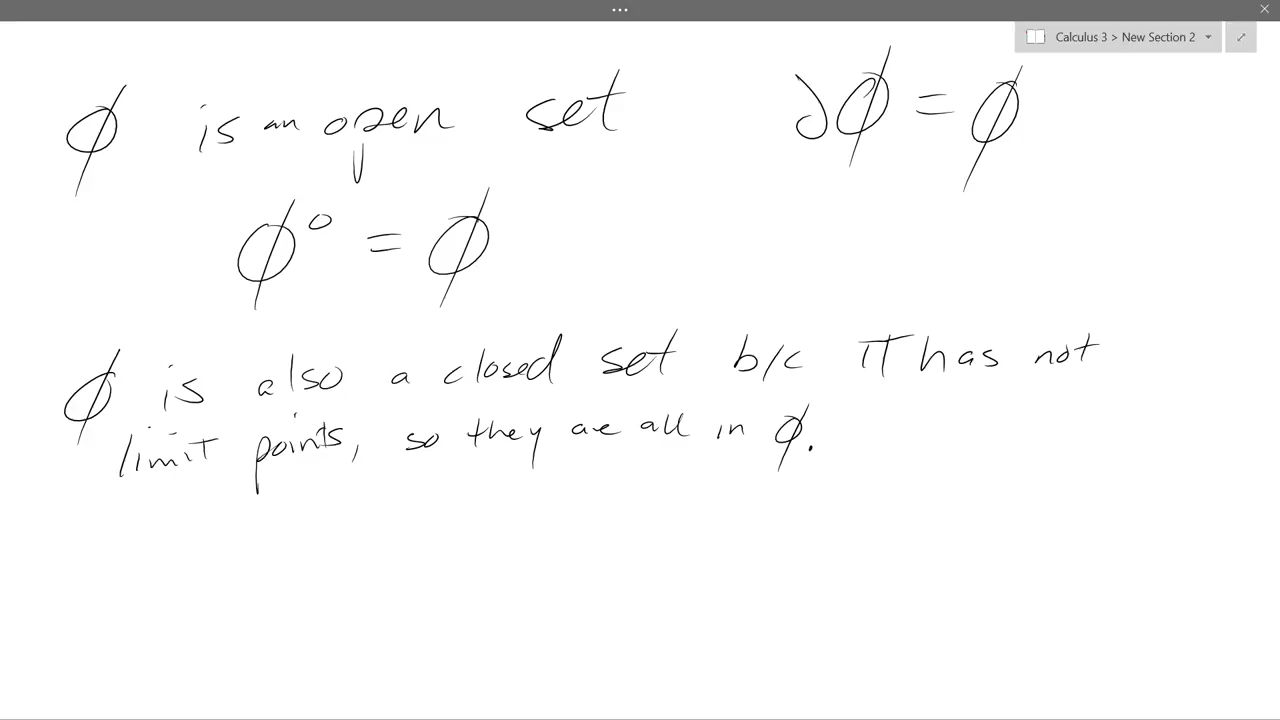 Calculus 3 > New Section 2
ϕ is an open set
∂ϕ = ϕ
ϕ° = ϕ
ϕ is also a closed set b/c it has not
limit points, so they are all in ϕ.